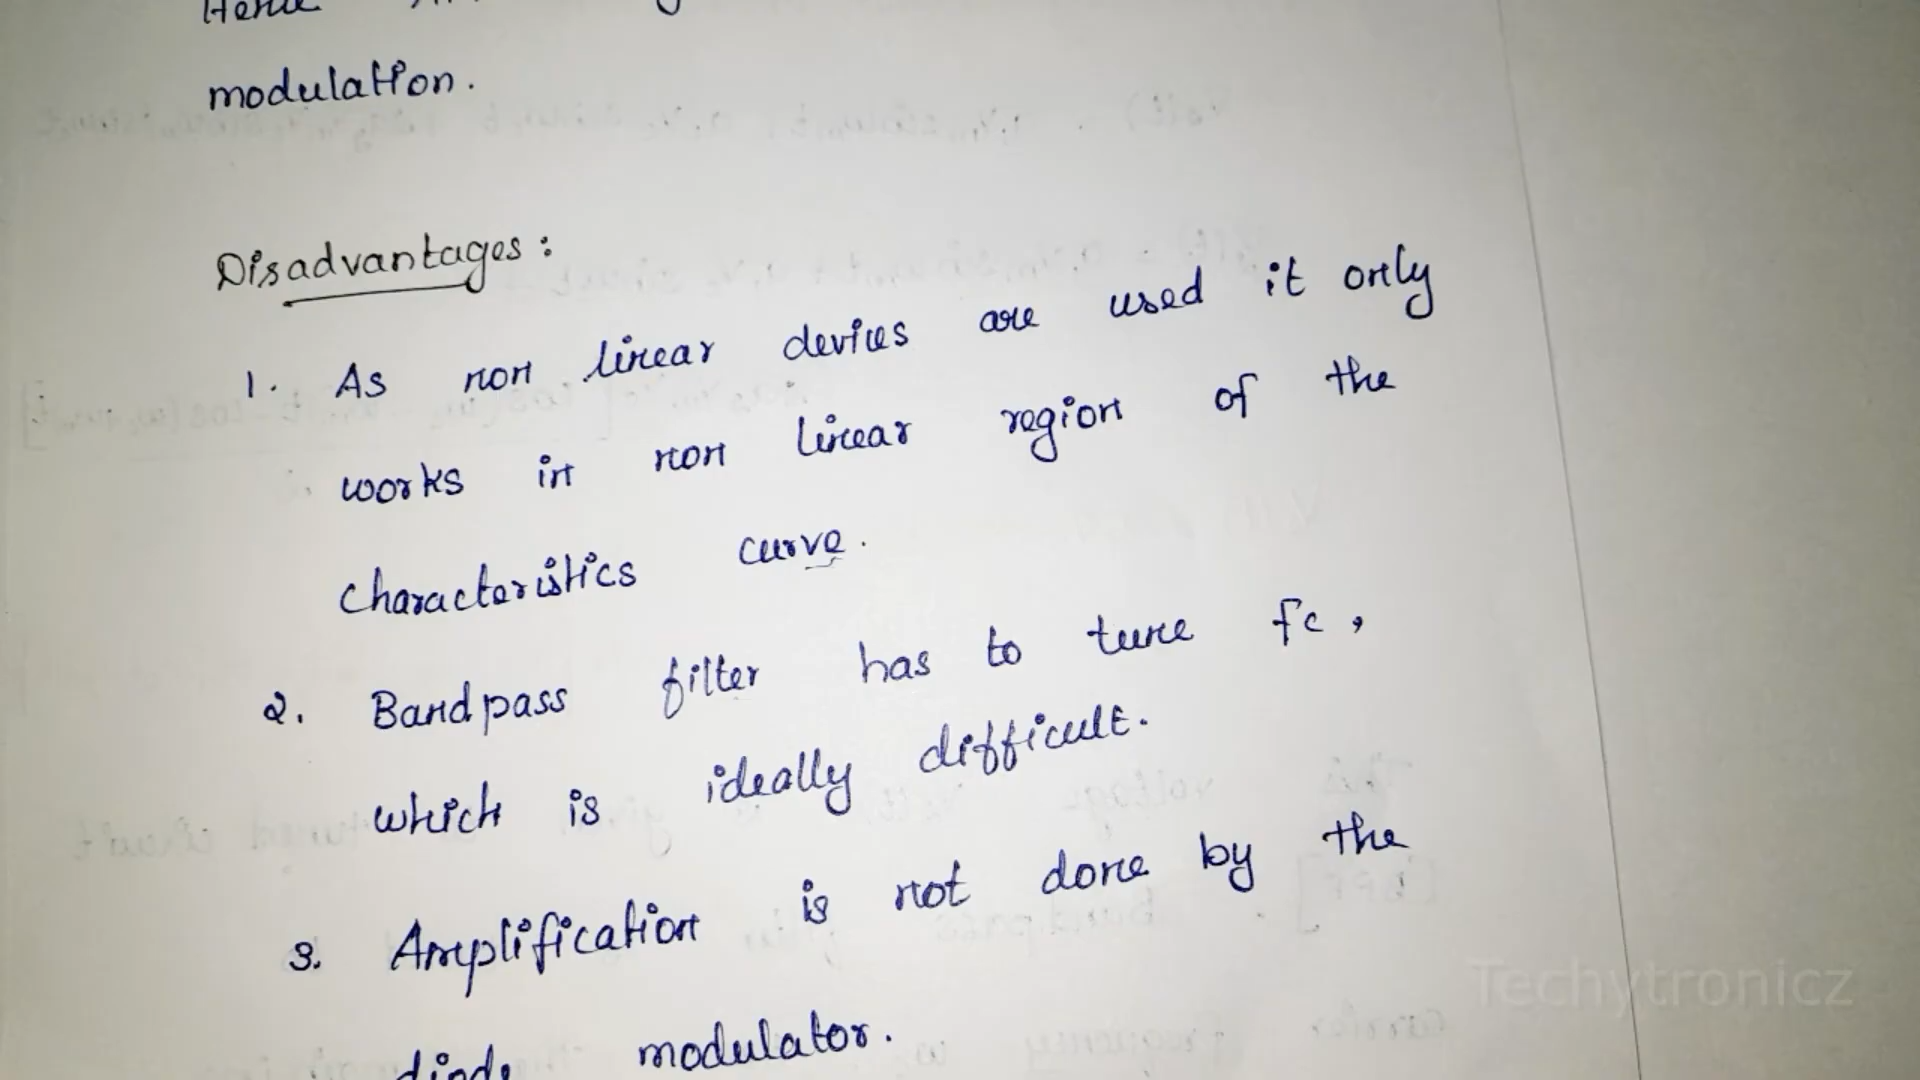 modulation.
Disadvantages:
1. As non linear devices are used it only
works in non linear region of the
characteristics curve.
2. Bandpass filter has to tune fc,
which is ideally difficult.
3. Amplification is not done by the
diode modulator.
Techytronicz